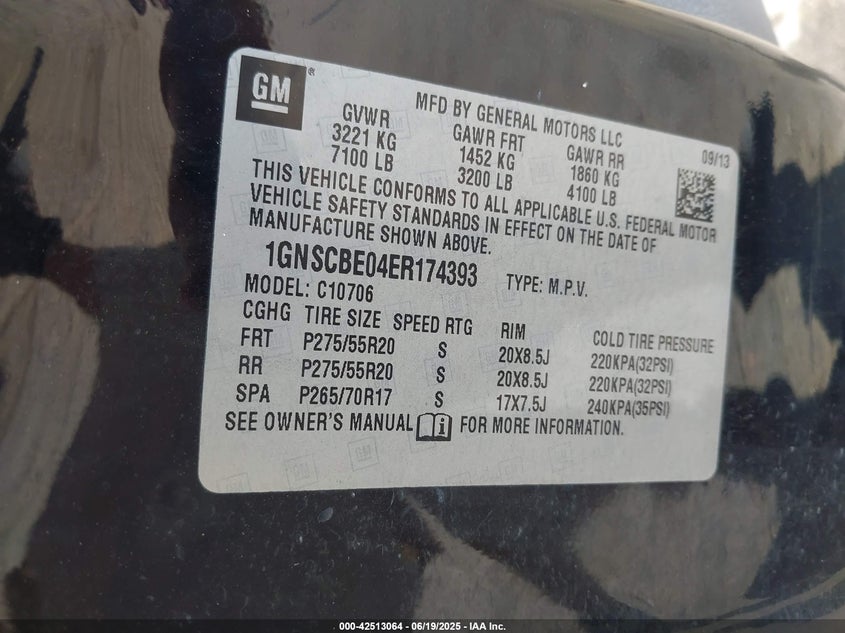 GM®
MFD BY GENERAL MOTORS LLC
09/13
GVWR GAWR FRT GAWR RR
3221 KG 1452 KG 1860 KG
7100 LB 3200 LB 4100 LB
THIS VEHICLE CONFORMS TO ALL APPLICABLE U.S. FEDERAL MOTOR
VEHICLE SAFETY STANDARDS IN EFFECT ON THE DATE OF
MANUFACTURE SHOWN ABOVE.
1GNSCBE04ER174393 TYPE: M.P.V.
MODEL: C10706
CGHG TIRE SIZE SPEED RTG RIM COLD TIRE PRESSURE
FRT P275/55R20 S 20X8.5J 220KPA(32PSI)
RR P275/55R20 S 20X8.5J 220KPA(32PSI)
SPA P265/70R17 S 17X7.5J 240KPA(35PSI)
SEE OWNER'S MANUAL FOR MORE INFORMATION.
000-42513064 / 06/19/2025 - IAA Inc.